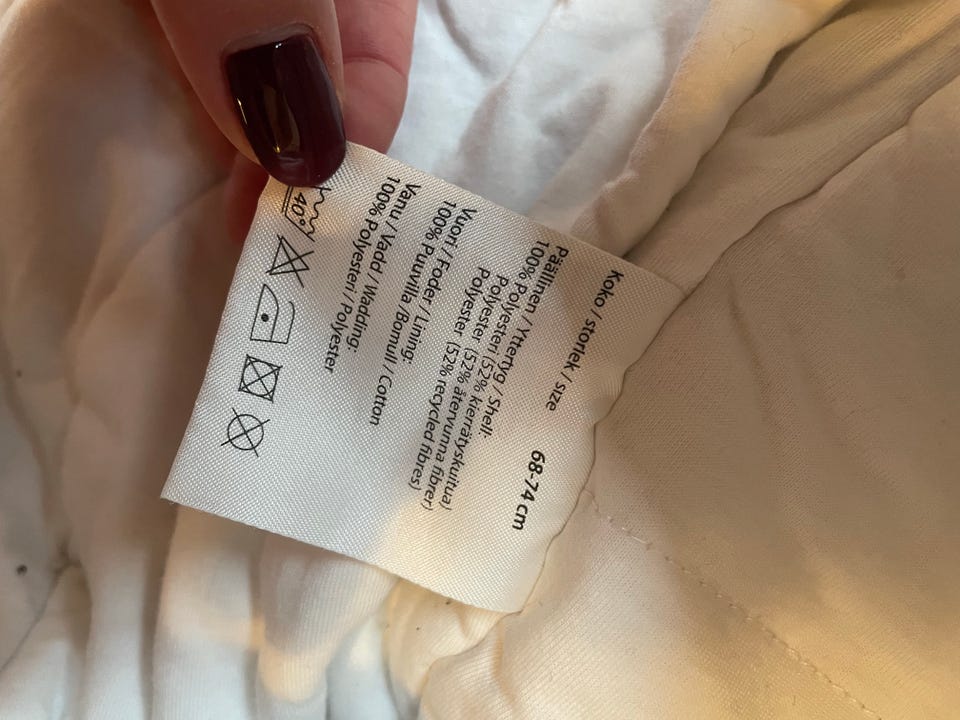 Koko / storlek / size 68-74 cm
Päällinen / Yttertyg / Shell:
100% Polyesteri (52% kierrätyskuitua)
Polyester (52% återvunna fibrer)
Polyester (52% recycled fibres)
Vuori / Foder / Lining:
100% Puuvilla / Bomull / Cotton
Vanu / Vadd / Wadding:
100% Polyesteri / Polyester
40°